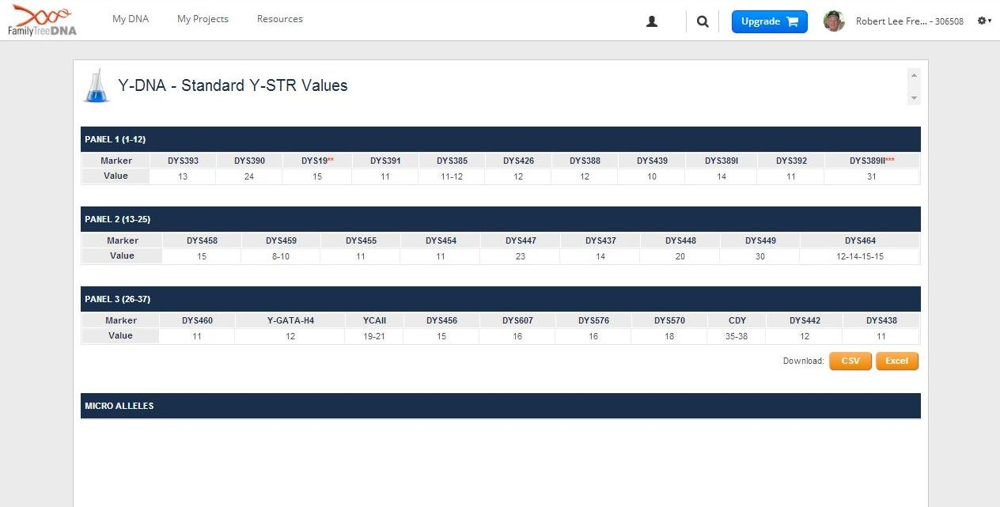 FamilyTreeDNA My DNA My Projects Resources Upgrade Robert Lee Fre... - 306508
Y-DNA - Standard Y-STR Values
PANEL 1 (1-12)
Marker DYS393 DYS390 DYS19** DYS391 DYS385 DYS426 DYS388 DYS439 DYS389I DYS392 DYS389II***
Value 13 24 15 11 11-12 12 12 10 14 11 31
PANEL 2 (13-25)
Marker DYS458 DYS459 DYS455 DYS454 DYS447 DYS437 DYS448 DYS449 DYS464
Value 15 8-10 11 11 23 14 20 30 12-14-15-15
PANEL 3 (26-37)
Marker DYS460 Y-GATA-H4 YCAII DYS456 DYS607 DYS576 DYS570 CDY DYS442 DYS438
Value 11 12 19-21 15 16 16 18 35-38 12 11
Download: CSV Excel
MICRO ALLELES